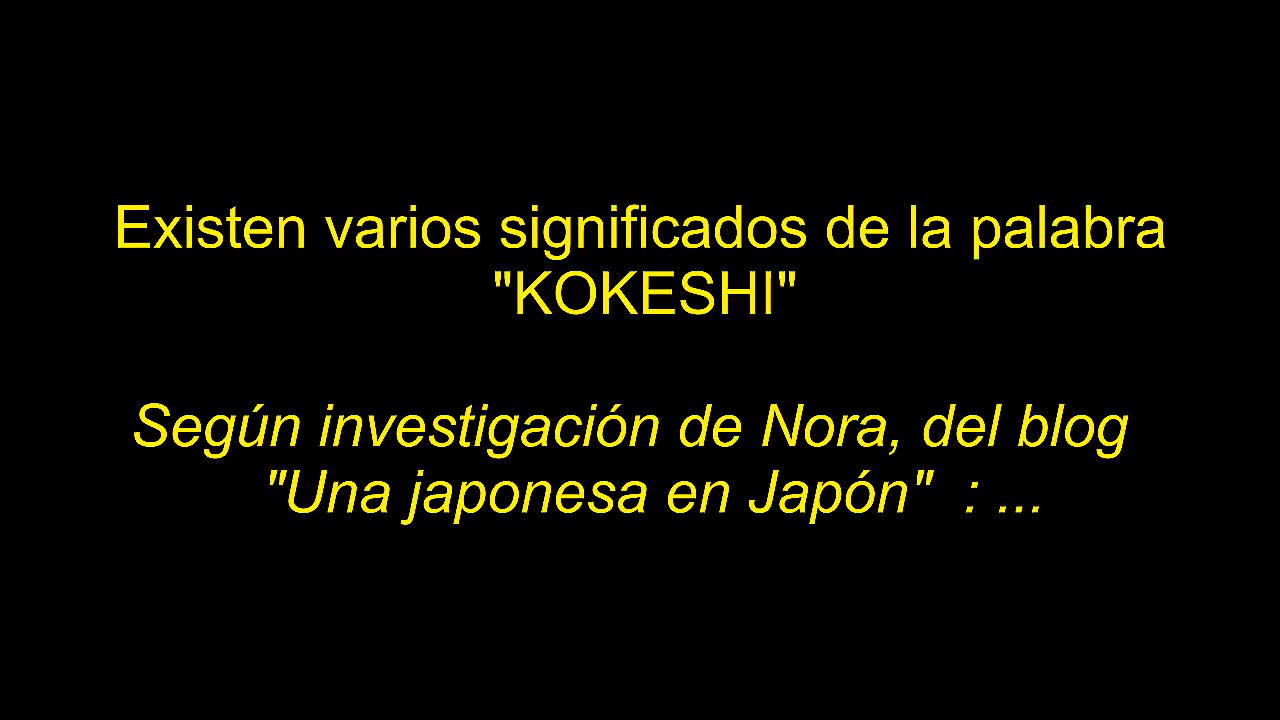 Existen varios significados de la palabra
"KOKESHI"
Según investigación de Nora, del blog
"Una japonesa en Japón"  : ...